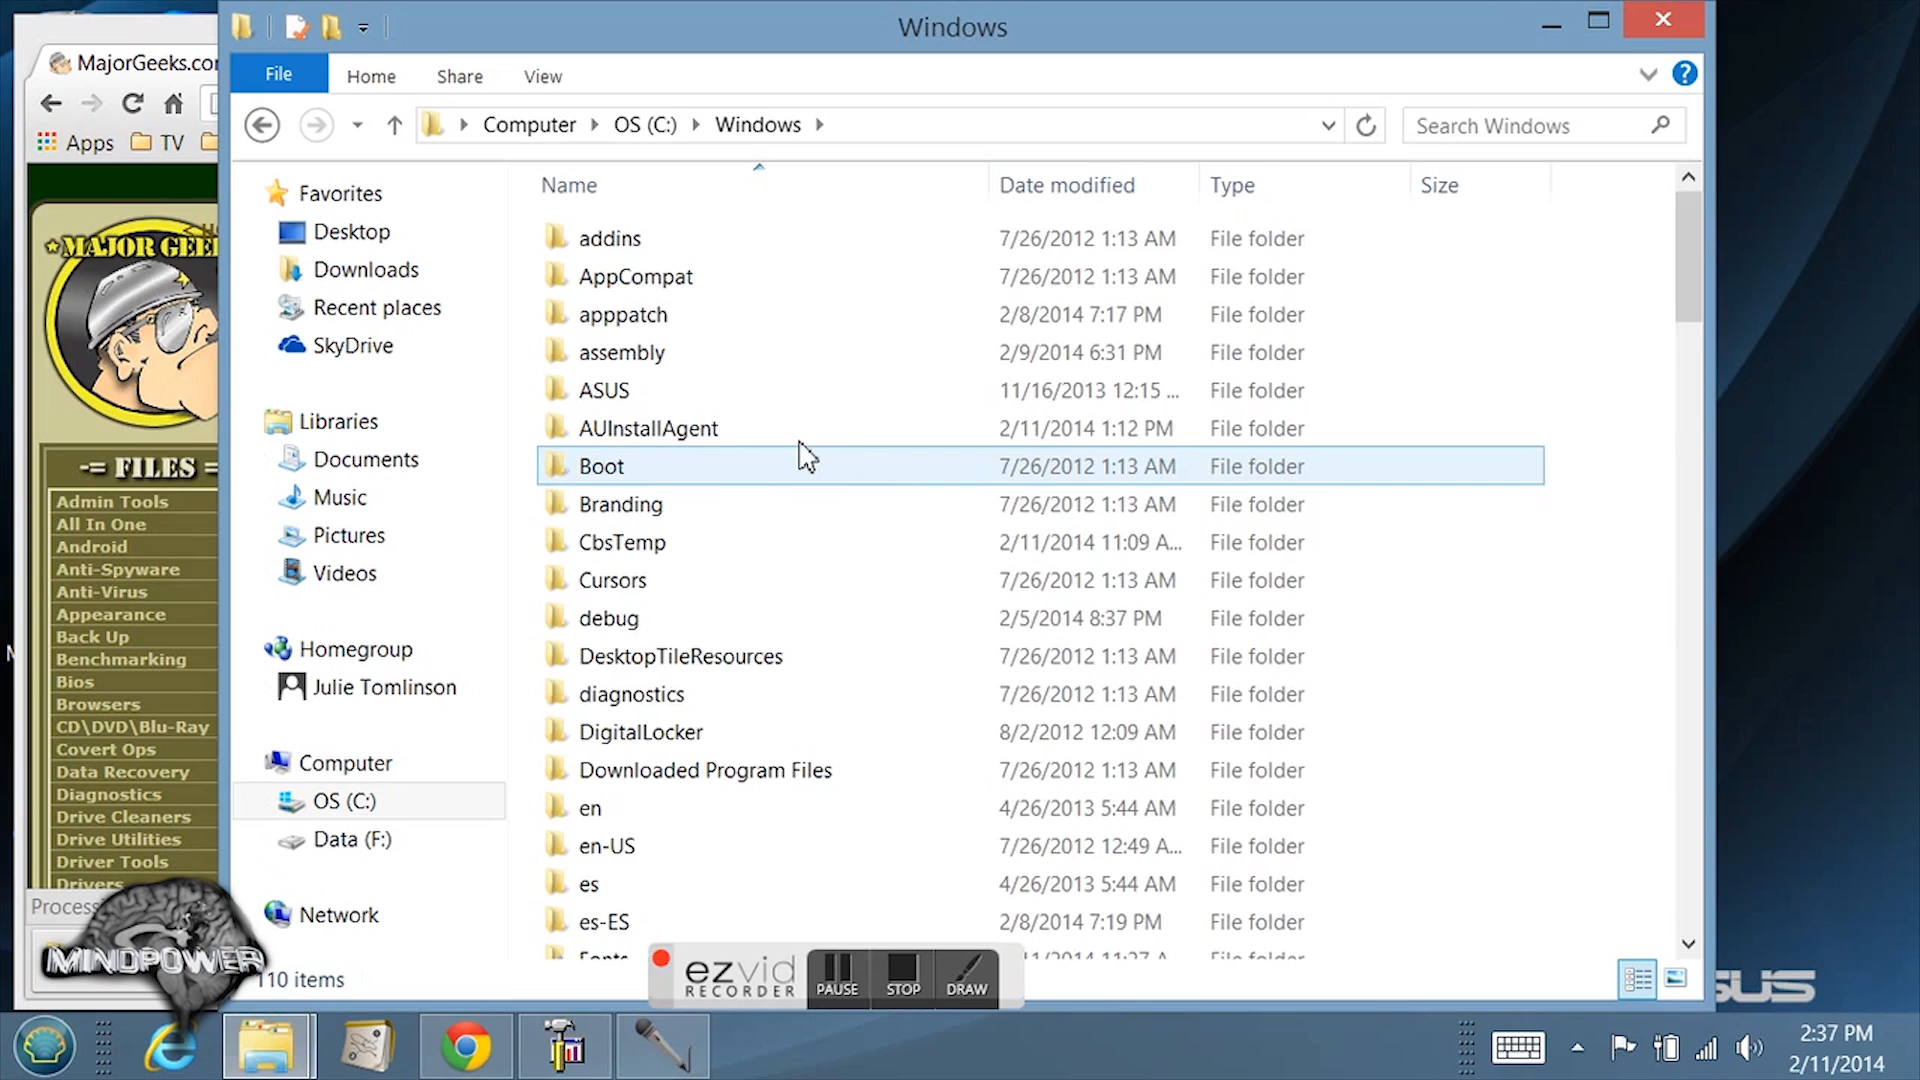 Windows
MajorGeeks.co
File
Home
Share
View
Computer
OS (C:)
Windows
Search Windows
Apps
TV
MAJOR GEE
-= FILES =
Admin Tools
All In One
Android
Anti-Spyware
Anti-Virus
Appearance
Back Up
Benchmarking
Bios
Browsers
CD\DVD\Blu-Ray
Covert Ops
Data Recovery
Diagnostics
Drive Cleaners
Drive Utilities
Driver Tools
Drivers
Process
MINDPOWER
Favorites
Desktop
Downloads
Recent places
SkyDrive
Libraries
Documents
Music
Pictures
Videos
Homegroup
Julie Tomlinson
Computer
OS (C:)
Data (F:)
Network
Name Date modified Type Size
addins 7/26/2012 1:13 AM File folder
AppCompat 7/26/2012 1:13 AM File folder
apppatch 2/8/2014 7:17 PM File folder
assembly 2/9/2014 6:31 PM File folder
ASUS 11/16/2013 12:15 ... File folder
AUInstallAgent 2/11/2014 1:12 PM File folder
Boot 7/26/2012 1:13 AM File folder
Branding 7/26/2012 1:13 AM File folder
CbsTemp 2/11/2014 11:09 A... File folder
Cursors 7/26/2012 1:13 AM File folder
debug 2/5/2014 8:37 PM File folder
DesktopTileResources 7/26/2012 1:13 AM File folder
diagnostics 7/26/2012 1:13 AM File folder
DigitalLocker 8/2/2012 12:09 AM File folder
Downloaded Program Files 7/26/2012 1:13 AM File folder
en 4/26/2013 5:44 AM File folder
en-US 7/26/2012 12:49 A... File folder
es 4/26/2013 5:44 AM File folder
es-ES 2/8/2014 7:19 PM File folder
Fonts File folder
110 items
ezvid
RECORDER
PAUSE
STOP
DRAW
SUS
2:37 PM
2/11/2014